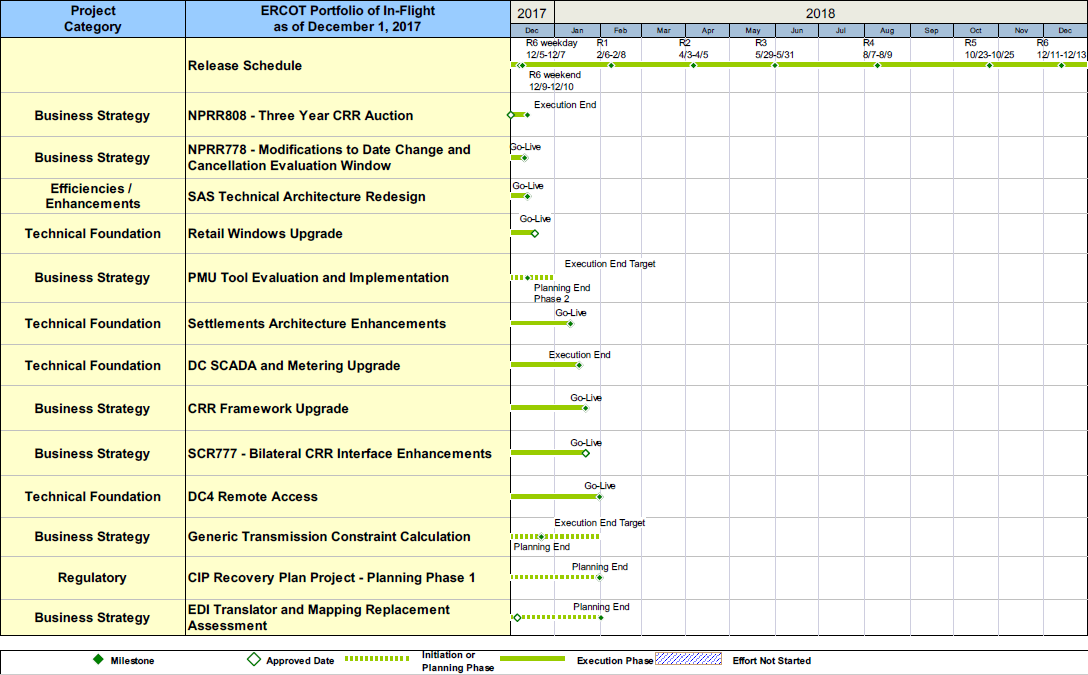 Project
Category
ERCOT Portfolio of In-Flight
as of December 1, 2017
2017
2018
Dec
Jan
Feb
Mar
Apr
May
Jun
Jul
Aug
Sep
Oct
Nov
Dec
Release Schedule
R6 weekday
12/5-12/7
R1
2/6-2/8
R2
4/3-4/5
R3
5/29-5/31
R4
8/7-8/9
R5
10/23-10/25
R6
12/11-12/13
R6 weekend
12/9-12/10
Business Strategy
NPRR808 - Three Year CRR Auction
Execution End
Business Strategy
NPRR778 - Modifications to Date Change and
Cancellation Evaluation Window
Go-Live
Efficiencies /
Enhancements
SAS Technical Architecture Redesign
Go-Live
Technical Foundation
Retail Windows Upgrade
Go-Live
Business Strategy
PMU Tool Evaluation and Implementation
Execution End Target
Planning End
Phase 2
Technical Foundation
Settlements Architecture Enhancements
Go-Live
Technical Foundation
DC SCADA and Metering Upgrade
Execution End
Business Strategy
CRR Framework Upgrade
Go-Live
Business Strategy
SCR777 - Bilateral CRR Interface Enhancements
Go-Live
Technical Foundation
DC4 Remote Access
Go-Live
Business Strategy
Generic Transmission Constraint Calculation
Execution End Target
Planning End
Regulatory
CIP Recovery Plan Project - Planning Phase 1
Planning End
Business Strategy
EDI Translator and Mapping Replacement
Assessment
Planning End
Milestone
Approved Date
Initiation or
Planning Phase
Execution Phase
Effort Not Started